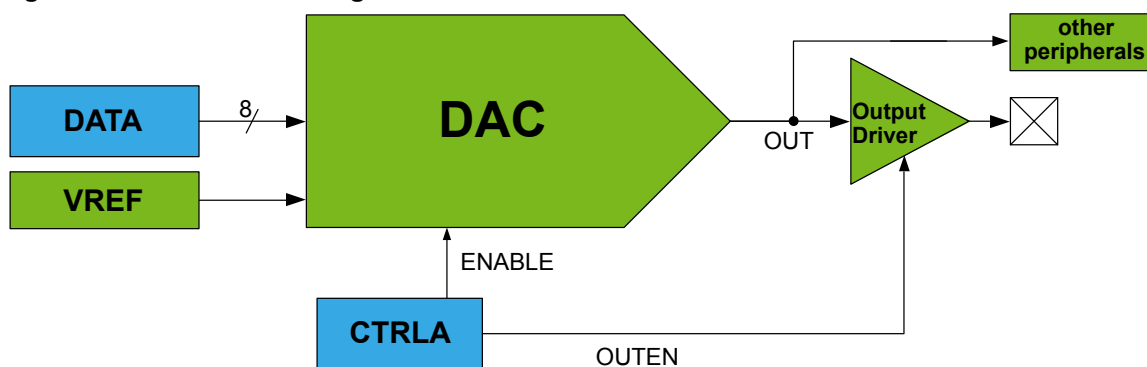 other
peripherals
DATA
8
DAC
Output
Driver
OUT
VREF
ENABLE
CTRLA
OUTEN